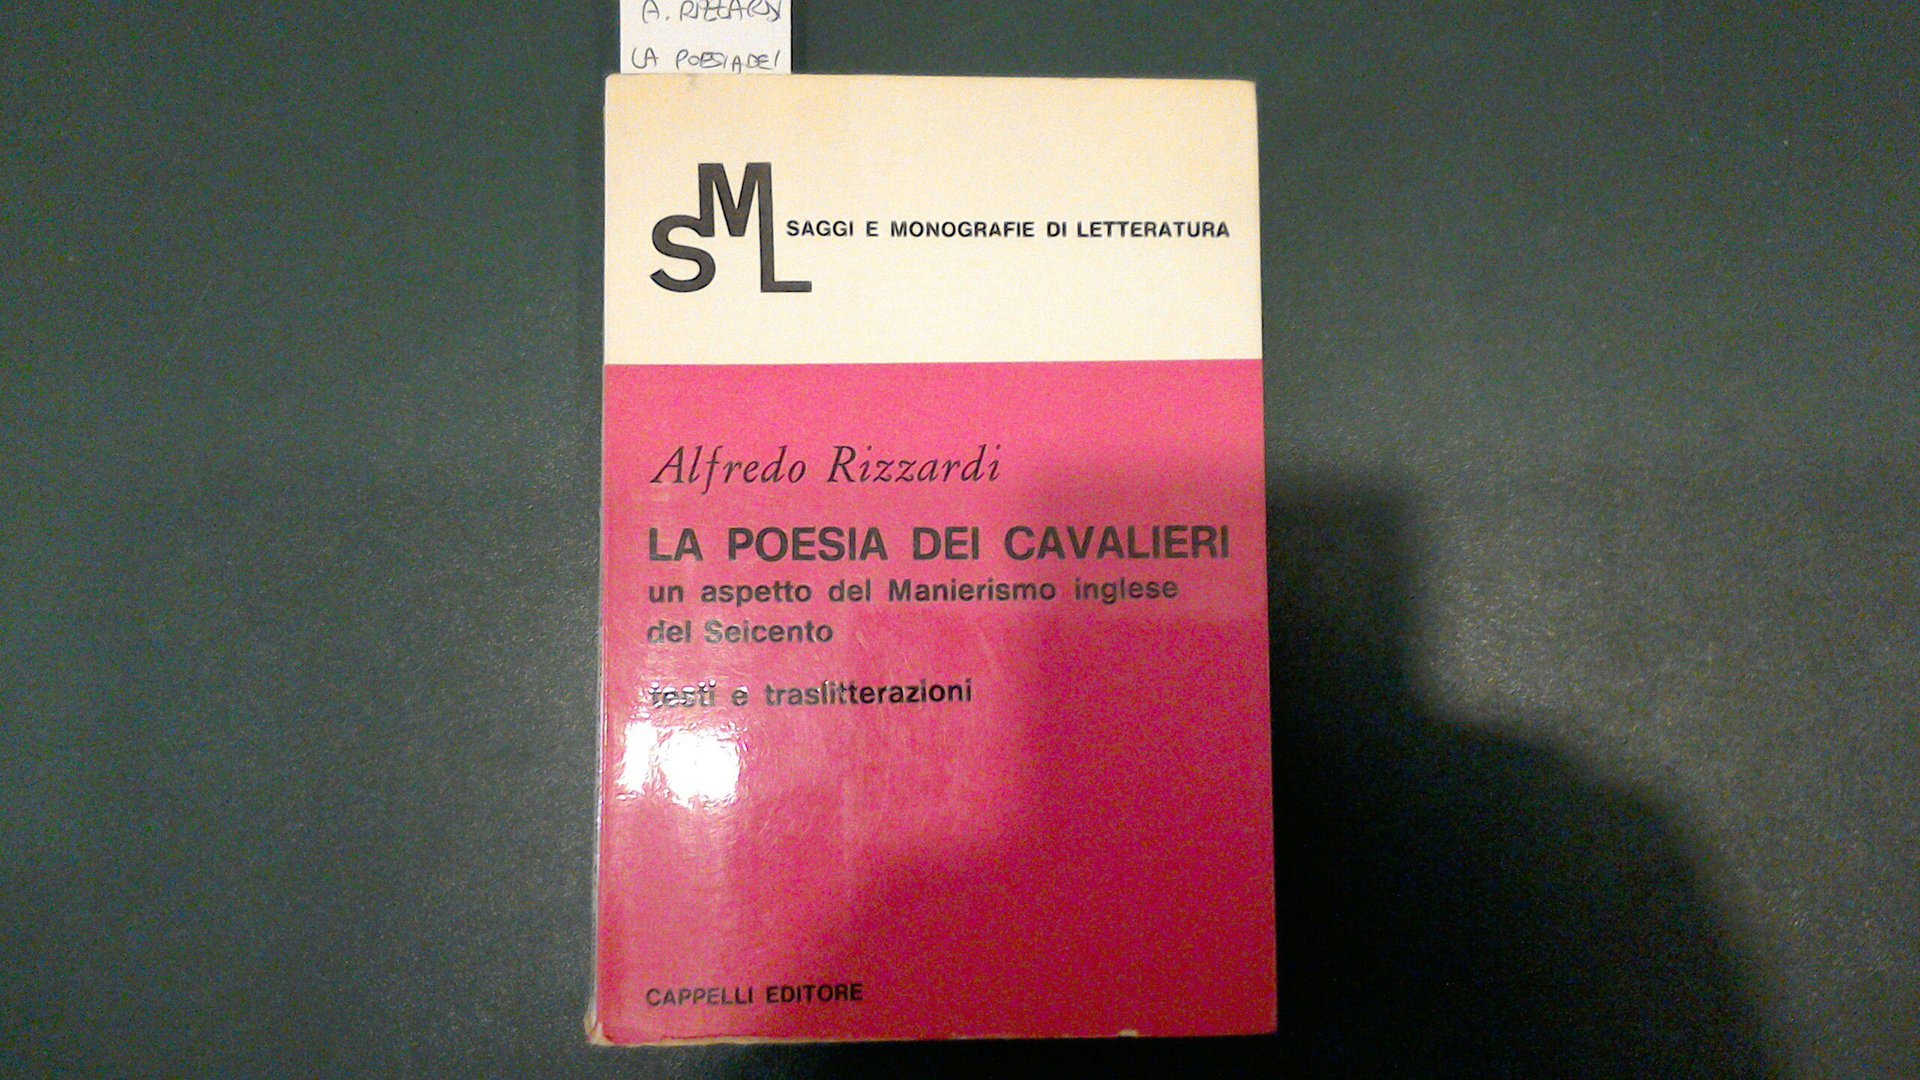 A. RIZZARDI
LA POESIA DEI
SML
SAGGI E MONOGRAFIE DI LETTERATURA
Alfredo Rizzardi
LA POESIA DEI CAVALIERI
un aspetto del Manierismo inglese
del Seicento
testi e traslitterazioni
CAPPELLI EDITORE